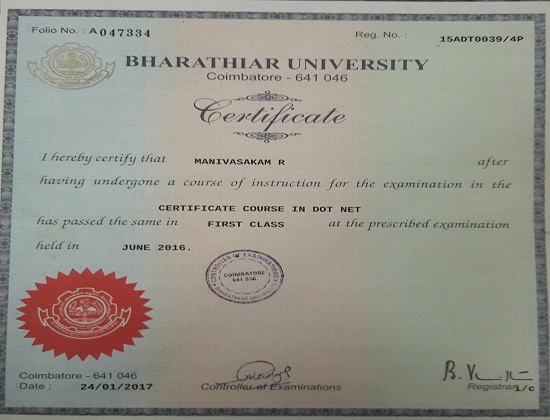 Folio No. : A047334
Reg. No. : 15ADT0039/4P
BHARATHIAR UNIVERSITY
Coimbatore - 641 046
Certificate
I hereby certify that MANIVASAKAM R after
having undergone a course of instruction for the examination in the
CERTIFICATE COURSE IN DOT NET
has passed the same in FIRST CLASS at the prescribed examination
held in JUNE 2016.
CONTROLLER OF EXAMINATIONS
COIMBATORE
641 046
Coimbatore - 641 046
Date : 24/01/2017
Controller of Examinations
Registrar i/c